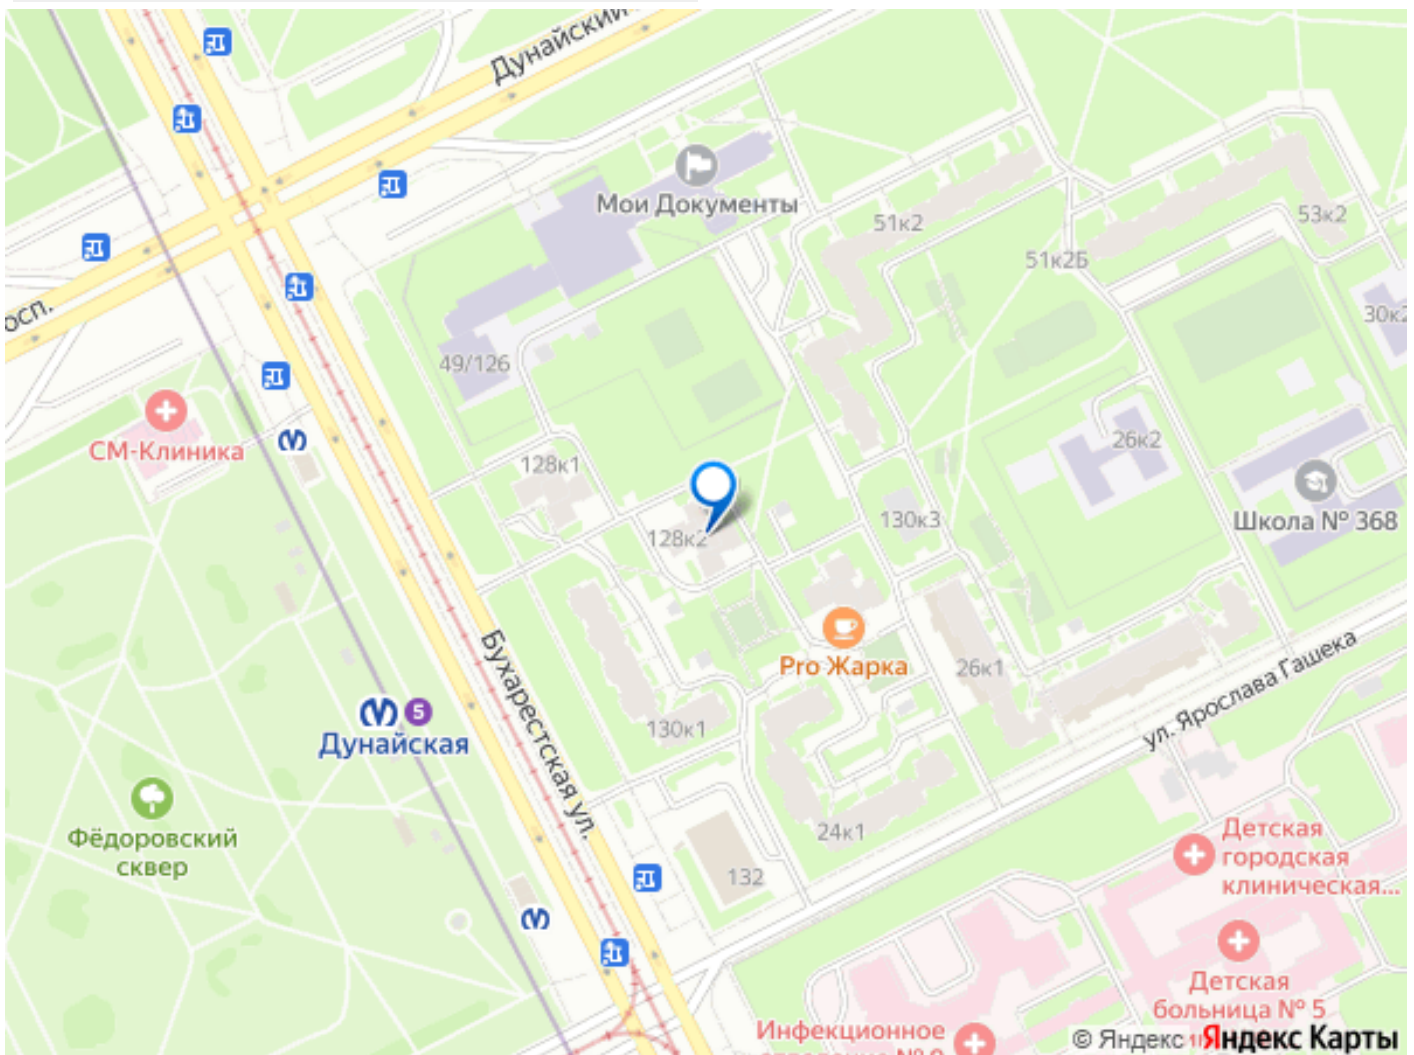 Дунайский
Мои Документы
51к2
53к2
51к2Б
осп.
30к2
49/126
СМ-Клиника
128к1
26к2
130к3
Школа № 368
128к2
Pro Жарка
26к1
Бухарестская ул.
ул. Ярослава Гашека
5
Дунайская
130к1
Фёдоровский
сквер
24к1
132
Детская
городская
клиническая...
Детская
больница № 5
Инфекционное
© Яндекс
Яндекс Карты